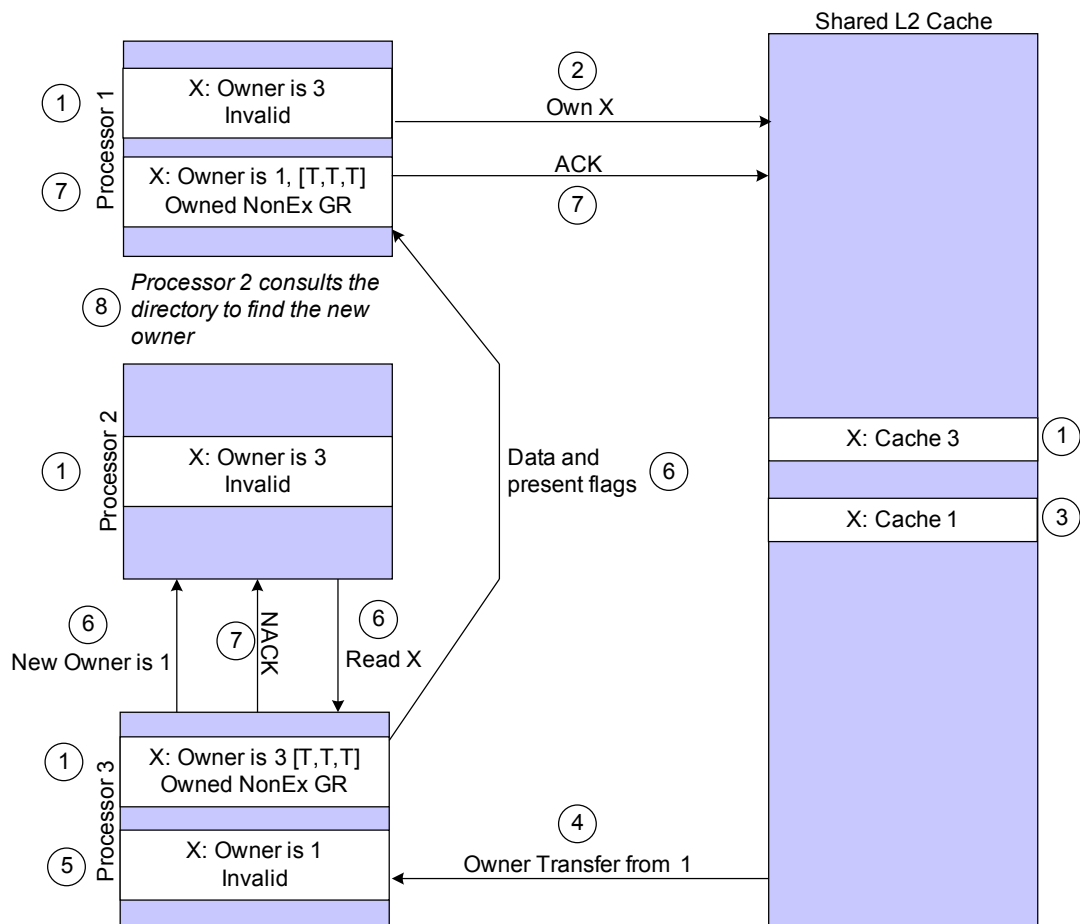 Shared L2 Cache
Processor 1
1
X: Owner is 3
Invalid
2
Own X
7
X: Owner is 1, [T,T,T]
Owned NonEx GR
ACK
7
8
Processor 2 consults the
directory to find the new
owner
Processor 2
1
X: Owner is 3
Invalid
Data and
present flags
6
X: Cache 3
1
X: Cache 1
3
6
New Owner is 1
7
NACK
6
Read X
Processor 3
1
X: Owner is 3 [T,T,T]
Owned NonEx GR
5
X: Owner is 1
Invalid
4
Owner Transfer from 1